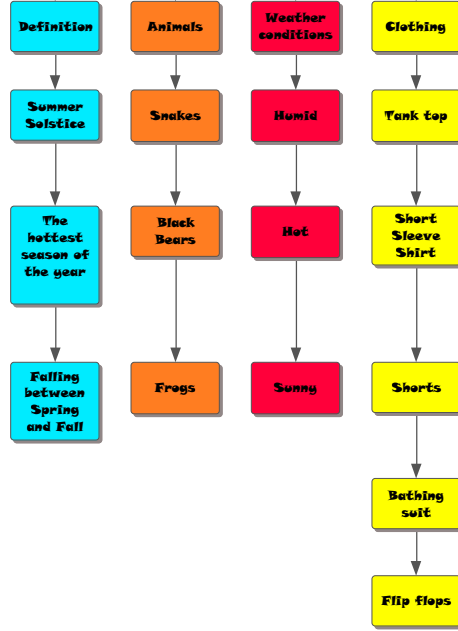 Definition
Summer
Solstice
The
hottest
season of
the year
Falling
between
Spring
and Fall
Animals
Snakes
Black
Bears
Frogs
Weather
conditions
Humid
Hot
Sunny
Clothing
Tank top
Short
Sleeve
Shirt
Shorts
Bathing
suit
Flip flops